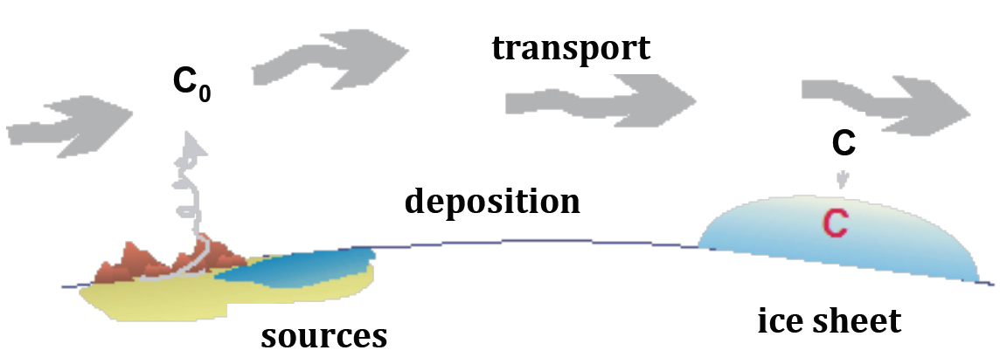 transport
C₀
C
deposition
C
sources
ice sheet